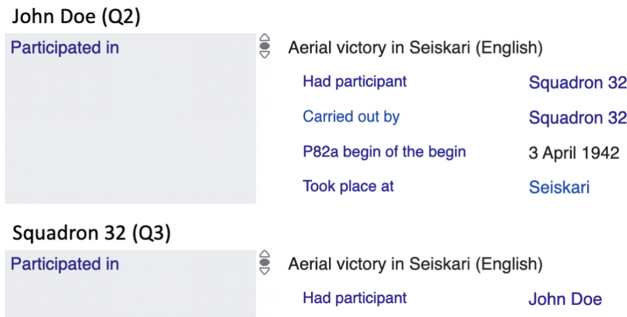 John Doe (Q2)
Participated in Aerial victory in Seiskari (English)
Had participant Squadron 32
Carried out by Squadron 32
P82a begin of the begin 3 April 1942
Took place at Seiskari
Squadron 32 (Q3)
Participated in Aerial victory in Seiskari (English)
Had participant John Doe